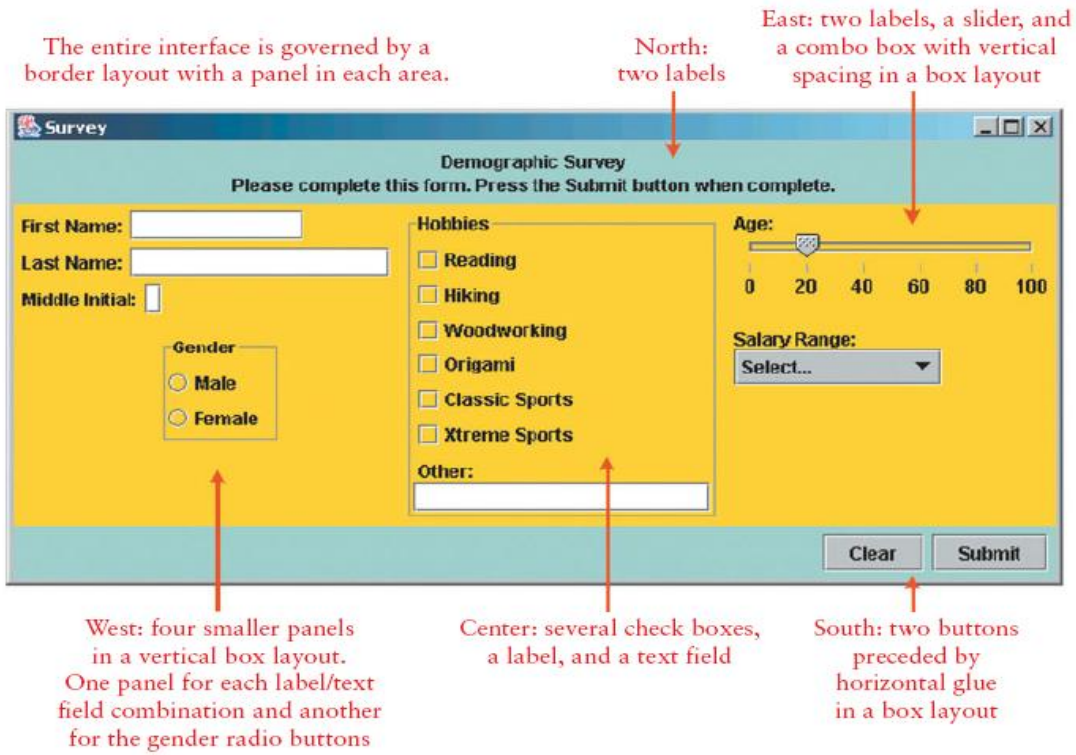 The entire interface is governed by a
border layout with a panel in each area.
North:
two labels
East: two labels, a slider, and
a combo box with vertical
spacing in a box layout
Survey
Demographic Survey
Please complete this form. Press the Submit button when complete.
First Name:
Last Name:
Middle Initial:
Gender
Male
Female
Hobbies
Reading
Hiking
Woodworking
Origami
Classic Sports
Xtreme Sports
Other:
Age:
0 20 40 60 80 100
Salary Range:
Select...
Clear Submit
West: four smaller panels
in a vertical box layout.
One panel for each label/text
field combination and another
for the gender radio buttons
Center: several check boxes,
a label, and a text field
South: two buttons
preceded by
horizontal glue
in a box layout